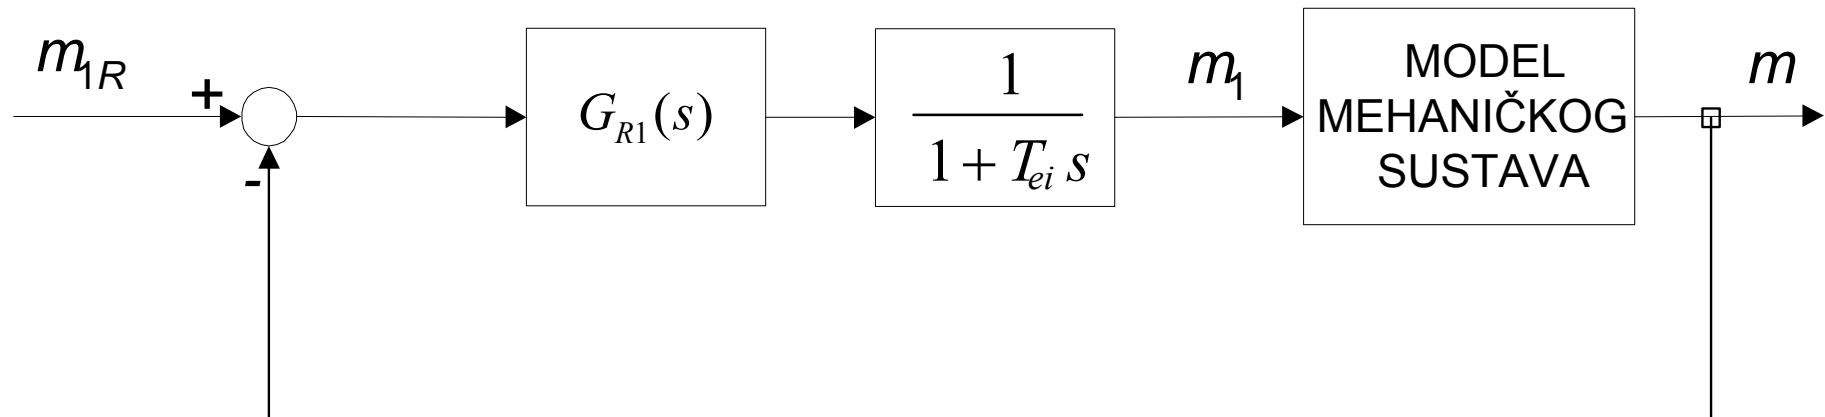 m1R
+
-
GR1(s)
1
1 + Tei s
m1
MODEL
MEHANIČKOG
SUSTAVA
m